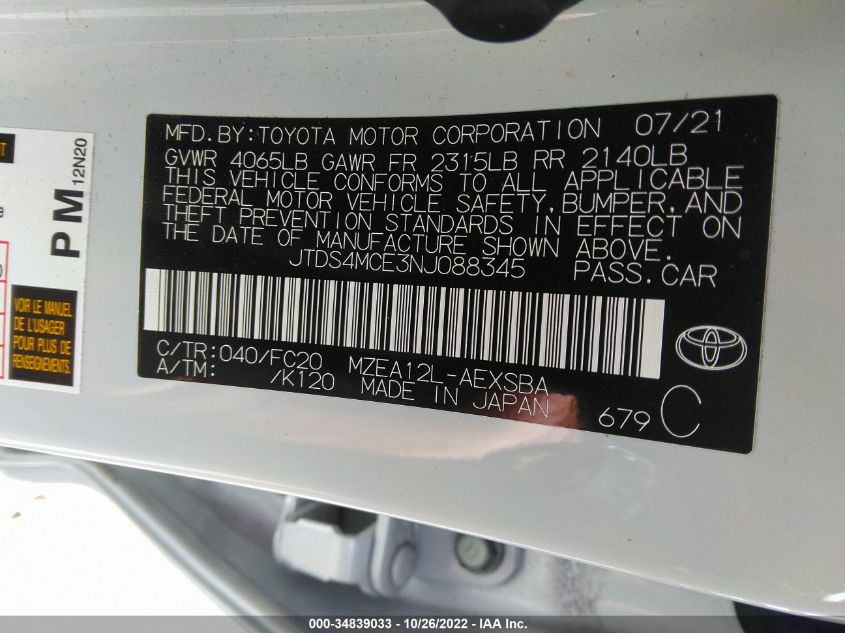 MFD.BY:TOYOTA MOTOR CORPORATION 07/21
GVWR 4065LB GAWR FR 2315LB RR 2140LB
THIS VEHICLE CONFORMS TO ALL APPLICABLE
FEDERAL MOTOR VEHICLE SAFETY,BUMPER,AND
THEFT PREVENTION STANDARDS IN EFFECT ON
THE DATE OF MANUFACTURE SHOWN ABOVE.
JTDS4MCE3NJ088345 PASS.CAR
C/TR:040/FC20 MZEA12L-AEXSBA
A/TM: /K120 MADE IN JAPAN
679 C
PM 12N20
VOIR LE MANUEL
DE L'USAGER
POUR PLUS DE
RENSEIGNEMENTS.
000-34839033 - 10/26/2022 - IAA Inc.